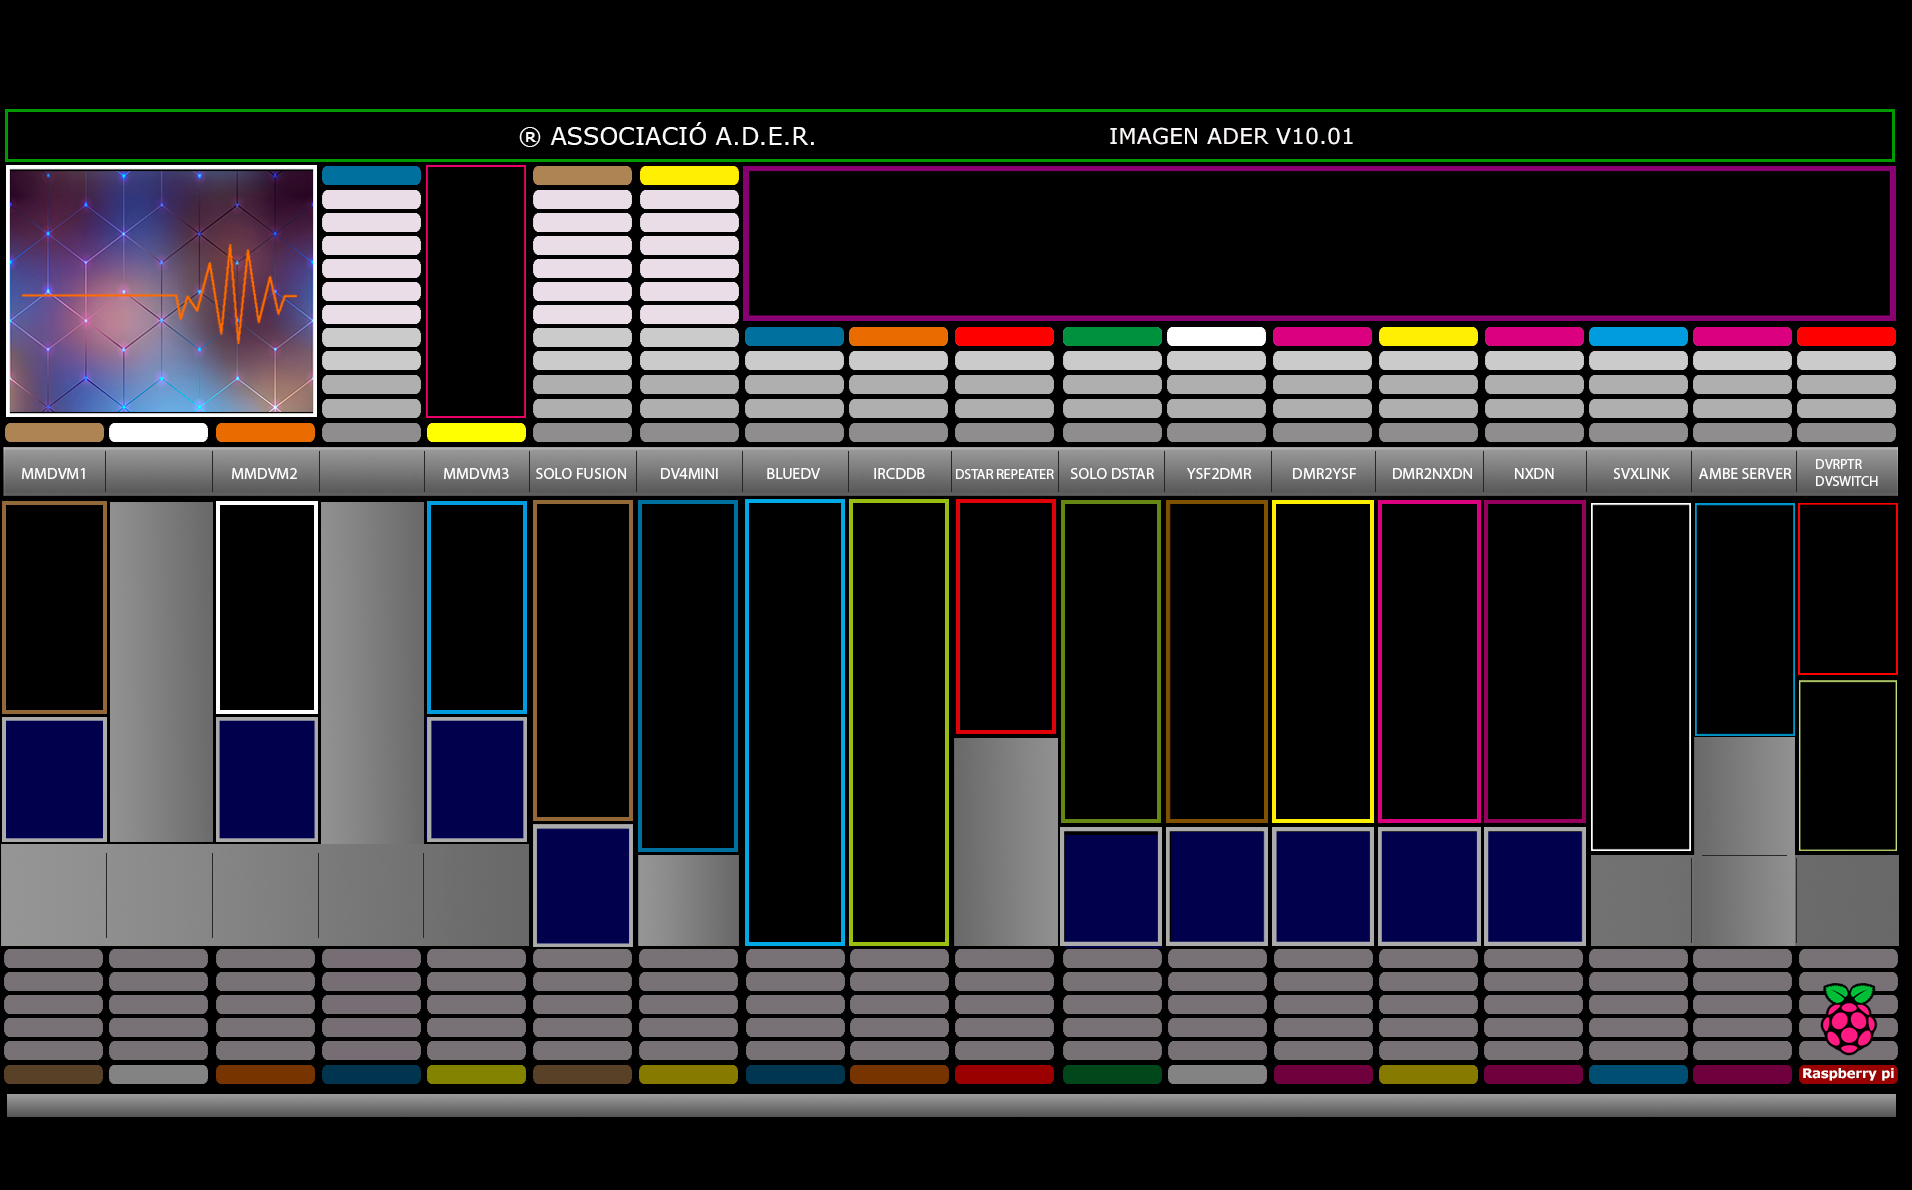 ® ASSOCIACIÓ A.D.E.R.
IMAGEN ADER V10.01
MMDVM1
MMDVM2
MMDVM3
SOLO FUSION
DV4MINI
BLUEDV
IRCDDB
DSTAR REPEATER
SOLO DSTAR
YSF2DMR
DMR2YSF
DMR2NXDN
NXDN
SVXLINK
AMBE SERVER
DVRPTR
DVSWITCH
Raspberry pi